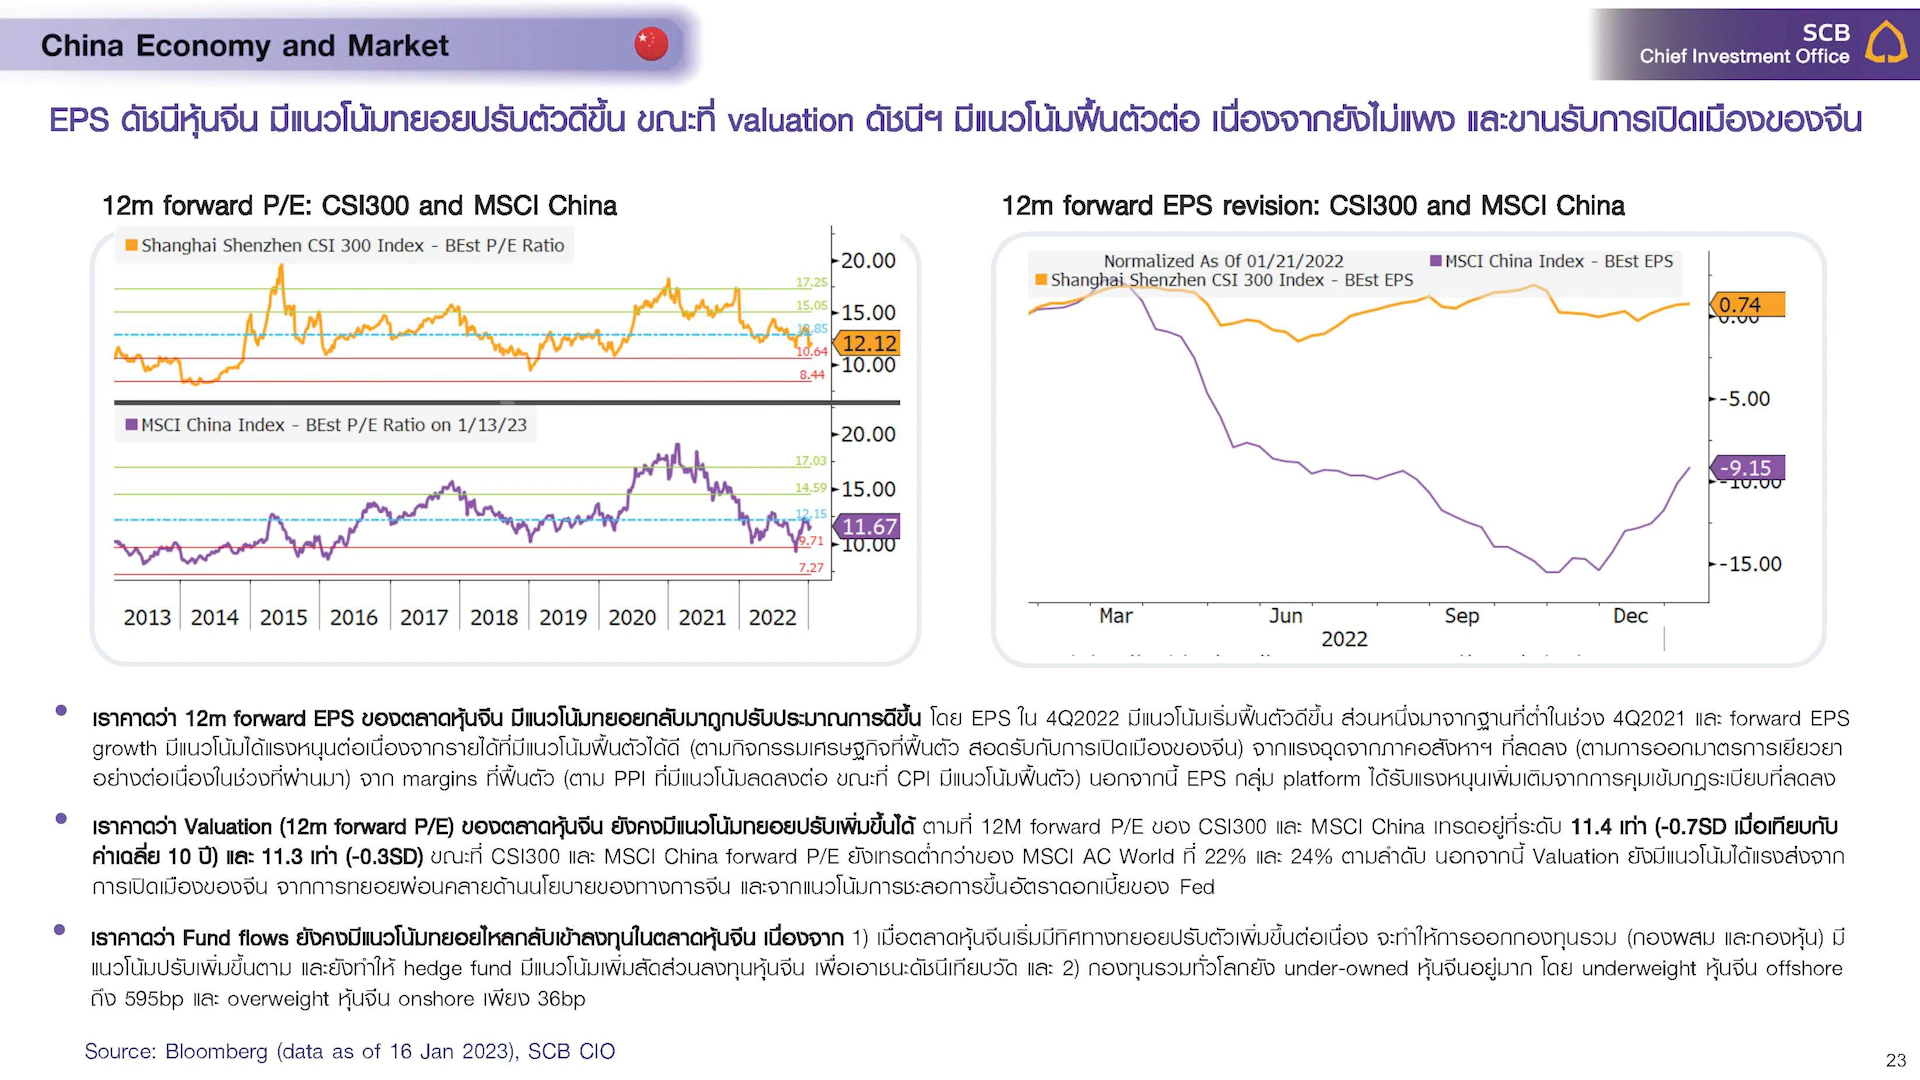 China Economy and Market
SCB
Chief Investment Office
EPS ดัชนีหุ้นจีน มีแนวโน้มทยอยปรับตัวดีขึ้น ขณะที่ valuation ดัชนีฯ มีแนวโน้มฟื้นตัวต่อ เนื่องจากยังไม่แพง และขานรับการเปิดเมืองของจีน
12m forward P/E: CSI300 and MSCI China
Shanghai Shenzhen CSI 300 Index - BEst P/E Ratio
20.00
17.25
15.05
15.00
12.85
12.12
10.64
10.00
8.44
MSCI China Index - BEst P/E Ratio on 1/13/23
20.00
17.03
14.59
15.00
12.15
11.67
9.71
10.00
7.27
2013 2014 2015 2016 2017 2018 2019 2020 2021 2022
12m forward EPS revision: CSI300 and MSCI China
Normalized As Of 01/21/2022
MSCI China Index - BEst EPS
Shanghai Shenzhen CSI 300 Index - BEst EPS
0.74
0.00
-5.00
-9.15
-10.00
-15.00
Mar Jun Sep Dec
2022
• เราคาดว่า 12m forward EPS ของตลาดหุ้นจีน มีแนวโน้มทยอยกลับมาถูกปรับประมาณการดีขึ้น โดย EPS ใน 4Q2022 มีแนวโน้มเริ่มฟื้นตัวดีขึ้น ส่วนหนึ่งมาจากฐานที่ต่ำในช่วง 4Q2021 และ forward EPS
growth มีแนวโน้มได้แรงหนุนต่อเนื่องจากรายได้ที่มีแนวโน้มฟื้นตัวได้ดี (ตามกิจกรรมเศรษฐกิจที่ฟื้นตัว สอดรับกับการเปิดเมืองของจีน) จากแรงฉุดจากภาคอสังหาฯ ที่ลดลง (ตามการออกมาตรการเยียวยา
อย่างต่อเนื่องในช่วงที่ผ่านมา) จาก margins ที่ฟื้นตัว (ตาม PPI ที่มีแนวโน้มลดลงต่อ ขณะที่ CPI มีแนวโน้มฟื้นตัว) นอกจากนี้ EPS กลุ่ม platform ได้รับแรงหนุนเพิ่มเติมจากการคุมเข้มกฎระเบียบที่ลดลง
• เราคาดว่า Valuation (12m forward P/E) ของตลาดหุ้นจีน ยังคงมีแนวโน้มทยอยปรับเพิ่มขึ้นได้ ตามที่ 12M forward P/E ของ CSI300 และ MSCI China เทรดอยู่ที่ระดับ 11.4 เท่า (-0.7SD เมื่อเทียบกับ
ค่าเฉลี่ย 10 ปี) และ 11.3 เท่า (-0.3SD) ขณะที่ CSI300 และ MSCI China forward P/E ยังเทรดต่ำกว่าของ MSCI AC World ที่ 22% และ 24% ตามลำดับ นอกจากนี้ Valuation ยังมีแนวโน้มได้แรงส่งจาก
การเปิดเมืองของจีน จากการทยอยผ่อนคลายด้านนโยบายของทางการจีน และจากแนวโน้มการชะลอการขึ้นอัตราดอกเบี้ยของ Fed
• เราคาดว่า Fund flows ยังคงมีแนวโน้มทยอยไหลกลับเข้าลงทุนในตลาดหุ้นจีน เนื่องจาก 1) เมื่อตลาดหุ้นจีนเริ่มมีทิศทางทยอยปรับตัวเพิ่มขึ้นต่อเนื่อง จะทำให้การออกกองทุนรวม (กองผสม และกองหุ้น) มี
แนวโน้มปรับเพิ่มขึ้นตาม และยังทำให้ hedge fund มีแนวโน้มเพิ่มสัดส่วนลงทุนหุ้นจีน เพื่อเอาชนะดัชนีเทียบวัด และ 2) กองทุนรวมทั่วโลกยัง under-owned หุ้นจีนอยู่มาก โดย underweight หุ้นจีน offshore
ถึง 595bp และ overweight หุ้นจีน onshore เพียง 36bp
Source: Bloomberg (data as of 16 Jan 2023), SCB CIO
23